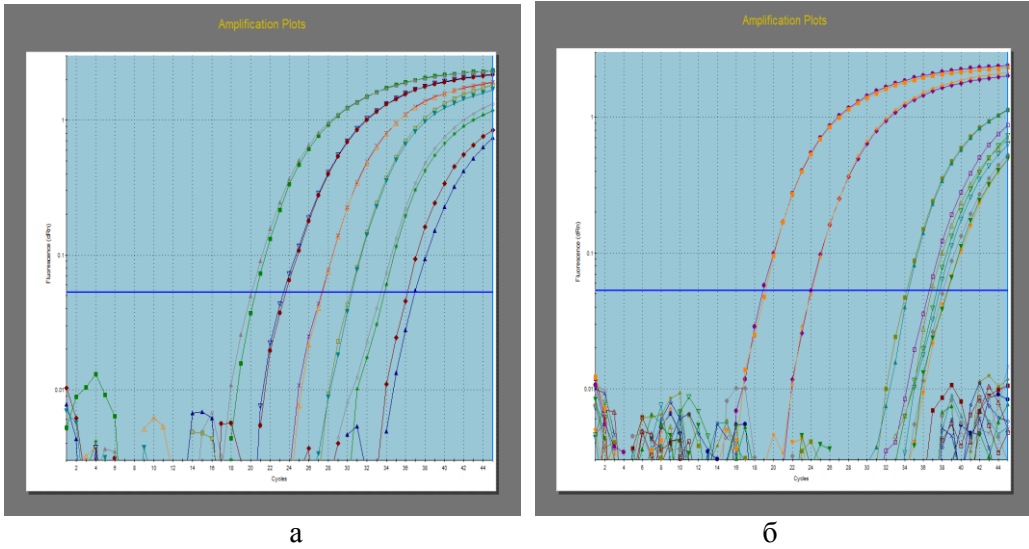 Amplification Plots
Fluorescence (dRn)
1
0.1
0.01
2 4 6 8 10 12 14 16 18 20 22 24 26 28 30 32 34 36 38 40 42 44
Cycles
а
Amplification Plots
Fluorescence (dRn)
1
0.1
0.01
2 4 6 8 10 12 14 16 18 20 22 24 26 28 30 32 34 36 38 40 42 44
Cycles
б